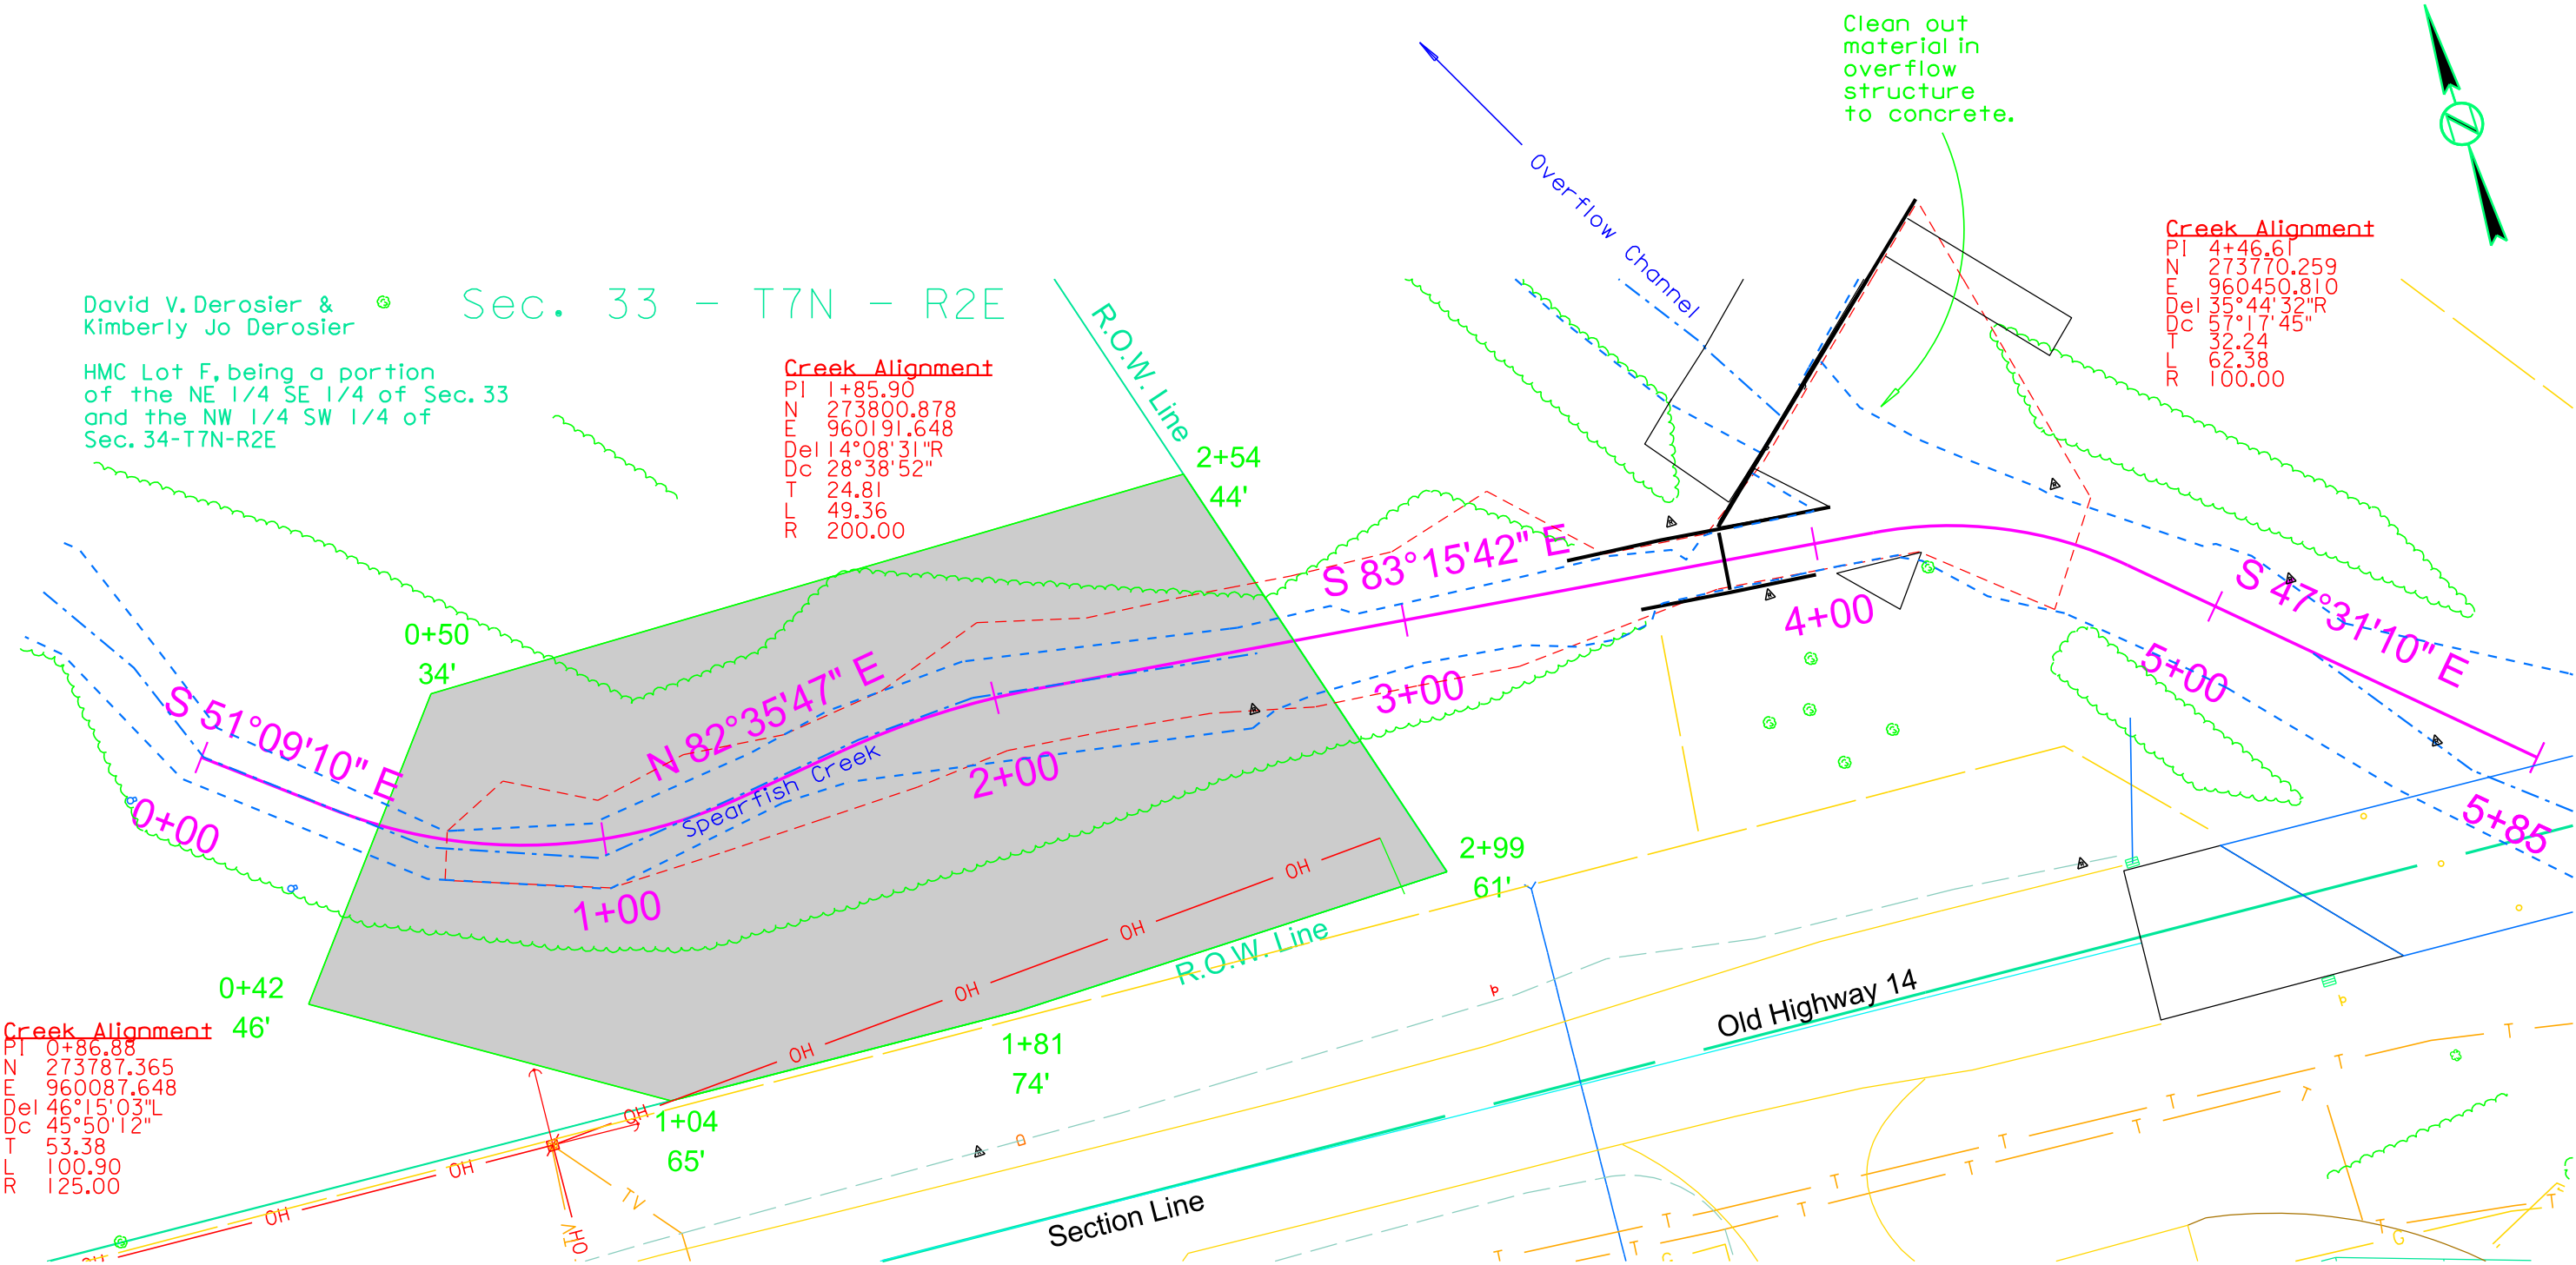 Clean out
material in
overflow
structure
to concrete.
Overflow Channel
Creek Alignment
PI 4+46.61
N 273770.259
E 960450.810
Del 35°44'32"R
Dc 57°17'45"
T 32.24
L 62.38
R 100.00
David V. Derosier &
Kimberly Jo Derosier
Sec. 33 - T7N - R2E
HMC Lot F, being a portion
of the NE 1/4 SE 1/4 of Sec. 33
and the NW 1/4 SW 1/4 of
Sec. 34-T7N-R2E
R.O.W. Line
Creek Alignment
PI 1+85.90
N 273800.878
E 960191.648
Del 14°08'31"R
Dc 28°38'52"
T 24.81
L 49.36
R 200.00
2+54
44'
S 83°15'42" E
S 47°31'10" E
0+50
34'
S 51°09'10" E
N 82°35'47" E
Spearfish Creek
0+00
1+00
2+00
3+00
4+00
5+00
5+85
2+99
61'
OH
OH
OH
OH
OH
OH
OH
OH
OH
R.O.W. Line
0+42
46'
Creek Alignment
PI 0+86.88
N 273787.365
E 960087.648
Del 46°15'03"L
Dc 45°50'12"
T 53.38
L 100.90
R 125.00
1+81
74'
1+04
65'
Old Highway 14
Section Line
TV
TV
T
T
T
T
T
T
T
T
T
T
T
T
T
T
G
G